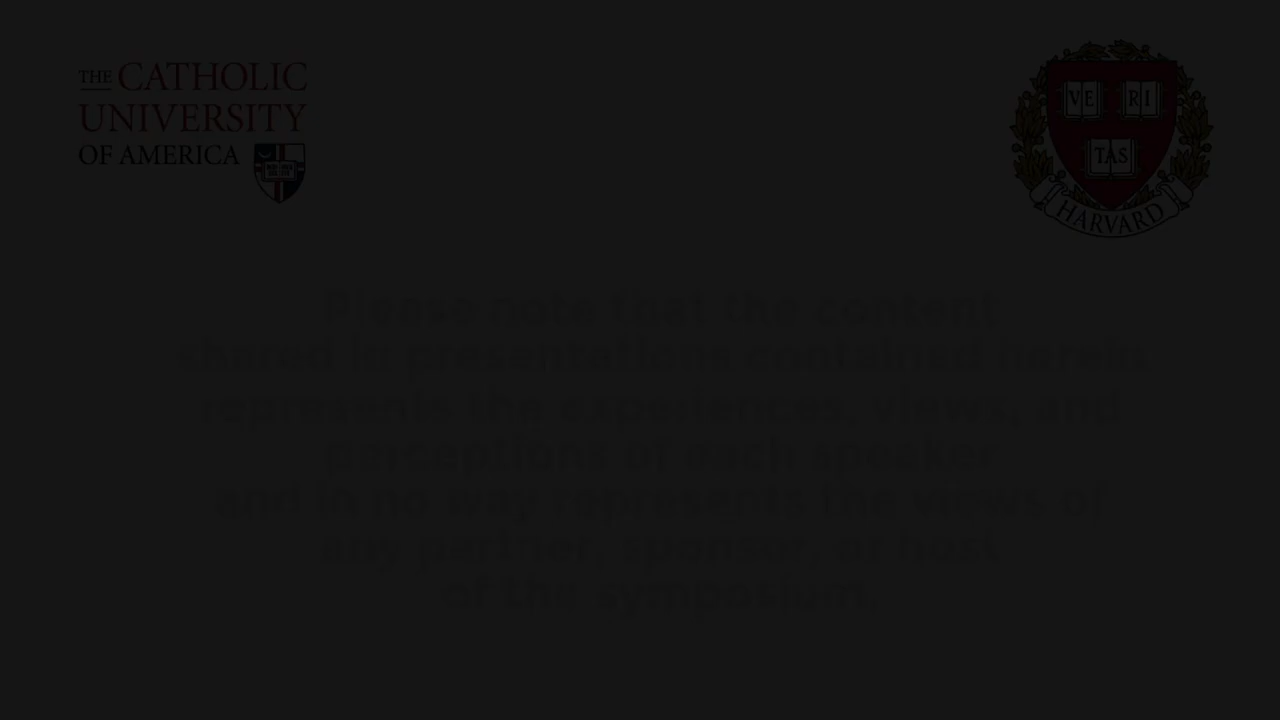 THE CATHOLIC
UNIVERSITY
OF AMERICA
VE RI
TAS
HARVARD
Please note that the content
shared in presentations contained herein
represents the experiences, views, and
perceptions of each speaker
and in no way represents the views of
any partner, sponsor, or host
of the symposium.